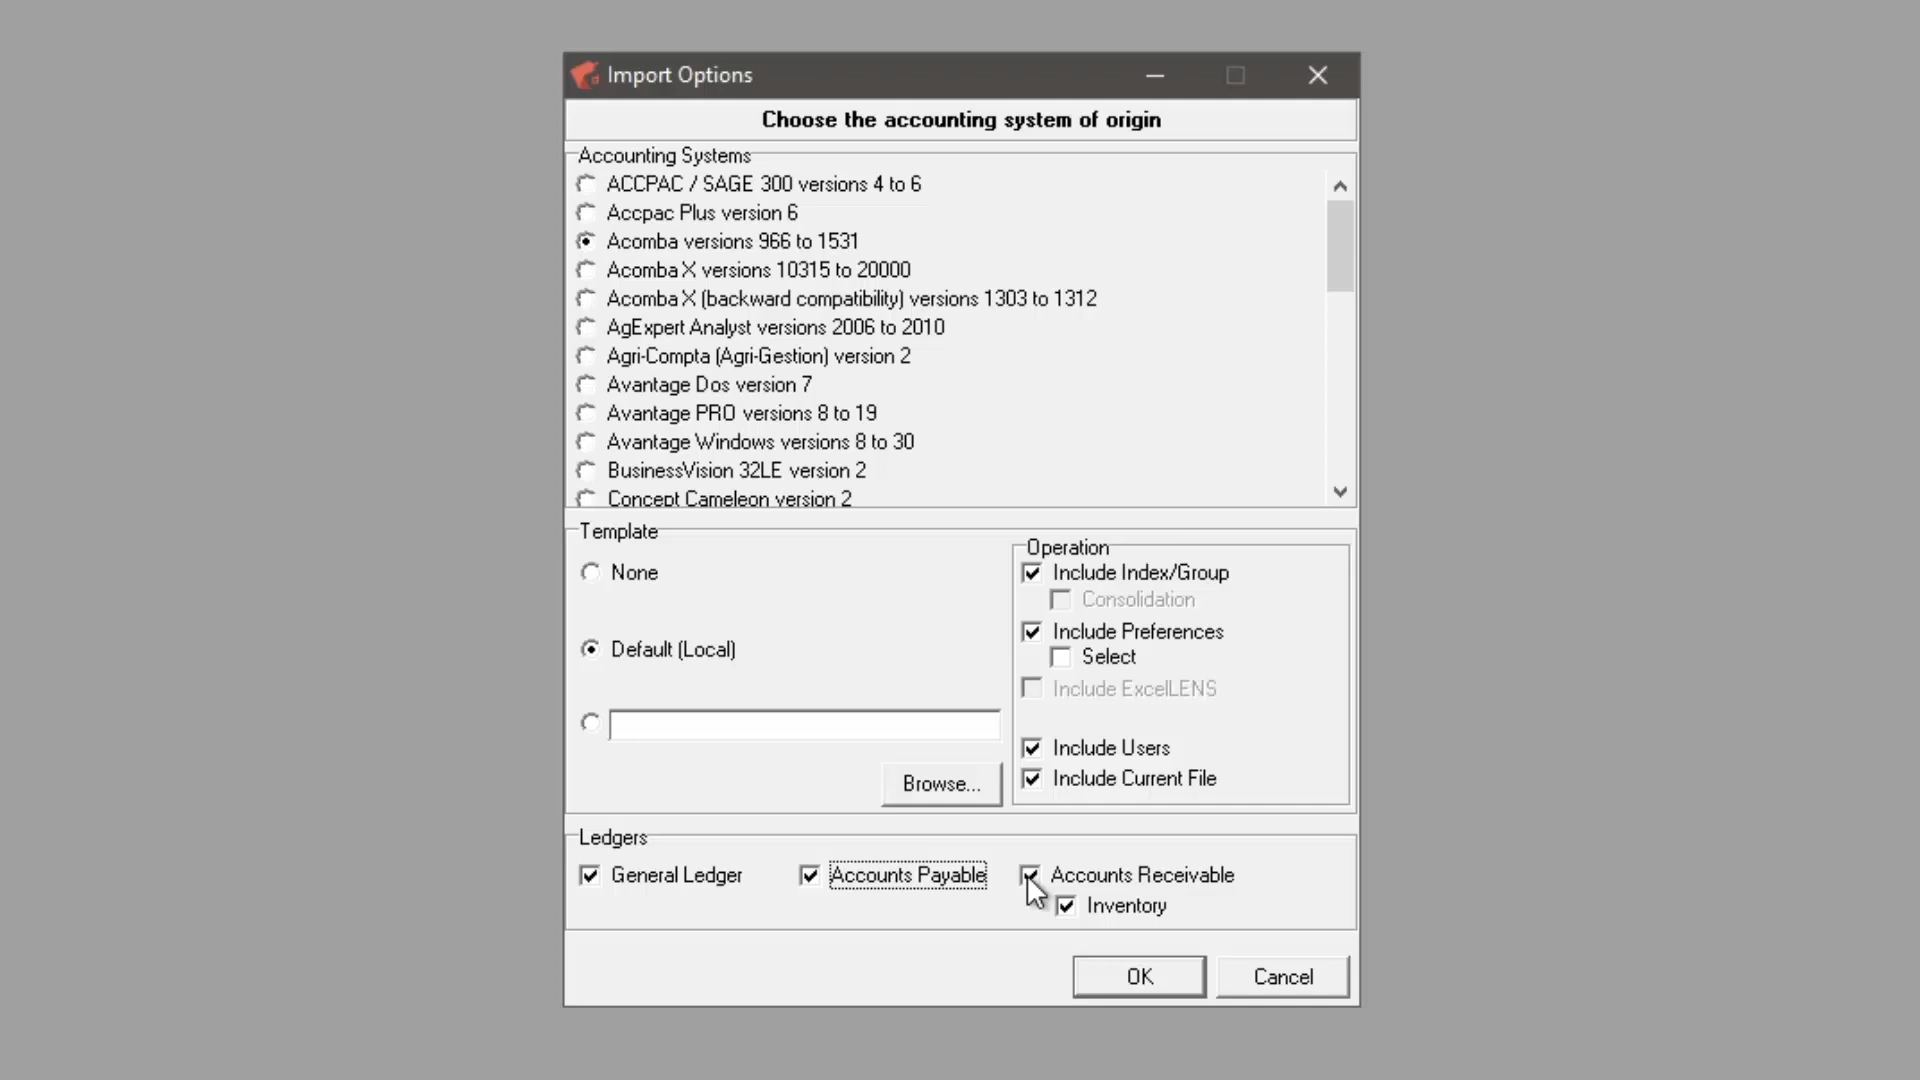 Import Options
Choose the accounting system of origin
Accounting Systems
ACCPAC / SAGE 300 versions 4 to 6
Accpac Plus version 6
Acomba versions 966 to 1531
Acomba X versions 10315 to 20000
Acomba X (backward compatibility) versions 1303 to 1312
AgExpert Analyst versions 2006 to 2010
Agri-Compta (Agri-Gestion) version 2
Avantage Dos version 7
Avantage PRO versions 8 to 19
Avantage Windows versions 8 to 30
BusinessVision 32LE version 2
Concept Cameleon version 2
Template
None
Default (Local)
Browse...
Operation
Include Index/Group
Consolidation
Include Preferences
Select
Include ExcelLENS
Include Users
Include Current File
Ledgers
General Ledger Accounts Payable Accounts Receivable
Inventory
OK Cancel